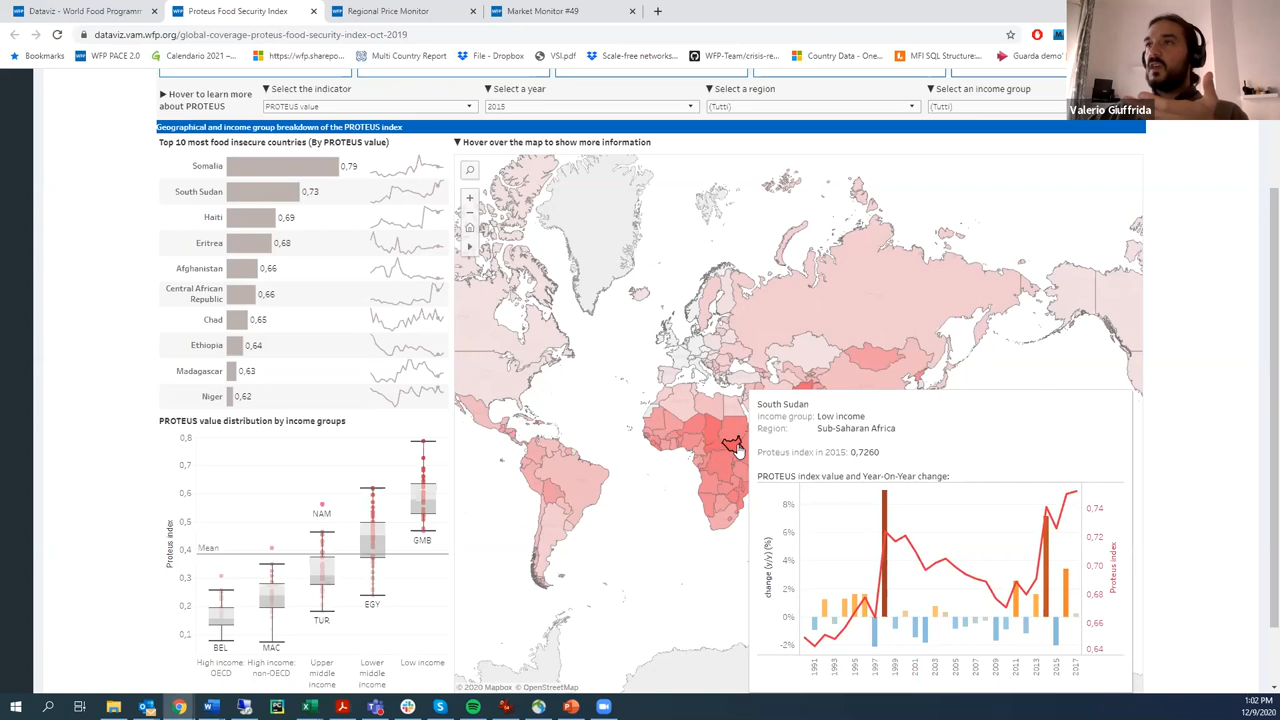 Dataviz - World Food Programm
Proteus Food Security Index
Regional Price Monitor
Market Monitor #49
dataviz.vam.wfp.org/global-coverage-proteus-food-security-index-oct-2019
Bookmarks
WFP PACE 2.0
Calendario 2021 –...
https://wfp.sharepo...
Multi Country Report
File - Dropbox
VSI.pdf
Scale-free networks...
WFP-Team/crisis-re...
Country Data - One...
MFI SQL Structure:...
Guarda demo'
Valerio Giuffrida
▶ Hover to learn more
about PROTEUS
▼ Select the indicator
PROTEUS value
▼ Select a year
2015
▼ Select a region
(Tutti)
▼ Select an income group
(Tutti)
Geographical and income group breakdown of the PROTEUS index
Top 10 most food insecure countries (By PROTEUS value)
Somalia 0,79
South Sudan 0,73
Haiti 0,69
Eritrea 0,68
Afghanistan 0,66
Central African
Republic 0,66
Chad 0,65
Ethiopia 0,64
Madagascar 0,63
Niger 0,62
▼ Hover over the map to show more information
PROTEUS value distribution by income groups
0,8
0,7
0,6
0,5
0,4
0,3
0,2
0,1
Proteus index
Mean
BEL
MAC
NAM
TUR
EGY
GMB
High income:
OECD
High income:
non-OECD
Upper
middle
income
Lower
middle
income
Low income
© 2020 Mapbox © OpenStreetMap
South Sudan
Income group: Low income
Region: Sub-Saharan Africa
Proteus index in 2015: 0,7260
PROTEUS index value and Year-On-Year change:
8%
6%
4%
2%
0%
-2%
change (y/y) (%)
0,74
0,72
0,70
0,68
0,66
0,64
Proteus index
1991
1993
1995
1997
1999
2001
2003
2005
2007
2009
2011
2013
2015
2017
1:02 PM
12/9/2020